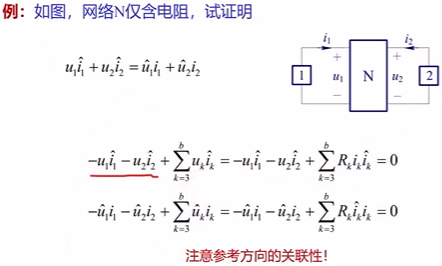 例：如图，网络N仅含电阻，试证明
$u_1\hat{i}_1 + u_2\hat{i}_2 = \hat{u}_1 i_1 + \hat{u}_2 i_2$
i₁ i₂
+ +
1 u₁ N u₂ 2
− −
$-u_1\hat{i}_1 - u_2\hat{i}_2 + \sum_{k=3}^{b} u_k\hat{i}_k = -u_1\hat{i}_1 - u_2\hat{i}_2 + \sum_{k=3}^{b} R_k i_k\hat{i}_k = 0$
$-\hat{u}_1 i_1 - \hat{u}_2 i_2 + \sum_{k=3}^{b} \hat{u}_k i_k = -\hat{u}_1 i_1 - \hat{u}_2 i_2 + \sum_{k=3}^{b} R_k\hat{i}_k i_k = 0$
注意参考方向的关联性！